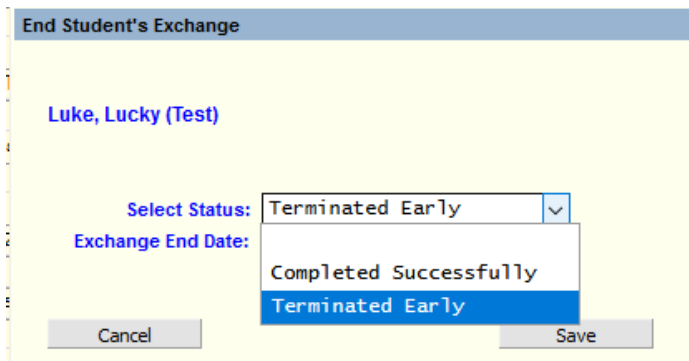 End Student's Exchange
Luke, Lucky (Test)
Select Status: Terminated Early
Exchange End Date:
Completed Successfully
Terminated Early
Cancel Save